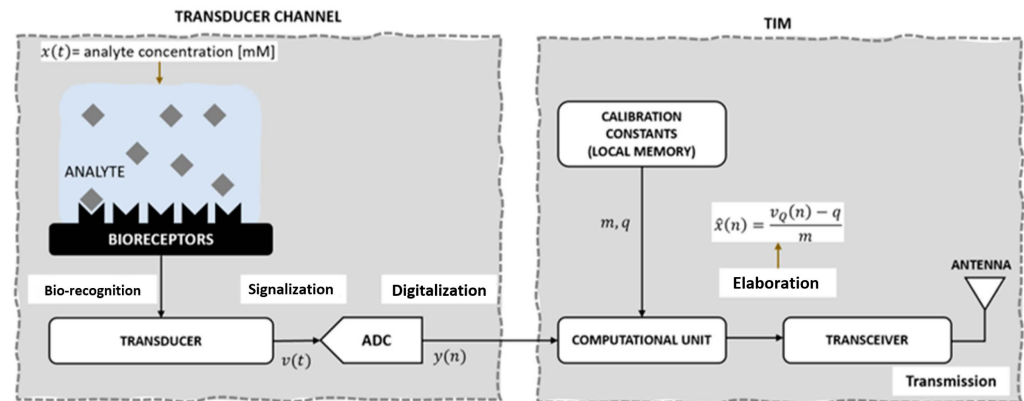 TRANSDUCER CHANNEL
x(t)= analyte concentration [mM]
ANALYTE
BIORECEPTORS
Bio-recognition
Signalization
Digitalization
TRANSDUCER
v(t)
ADC
y(n)
TIM
CALIBRATION
CONSTANTS
(LOCAL MEMORY)
m, q
x̂(n) = \frac{v_Q(n) − q}{m}
Elaboration
ANTENNA
COMPUTATIONAL UNIT
TRANSCEIVER
Transmission